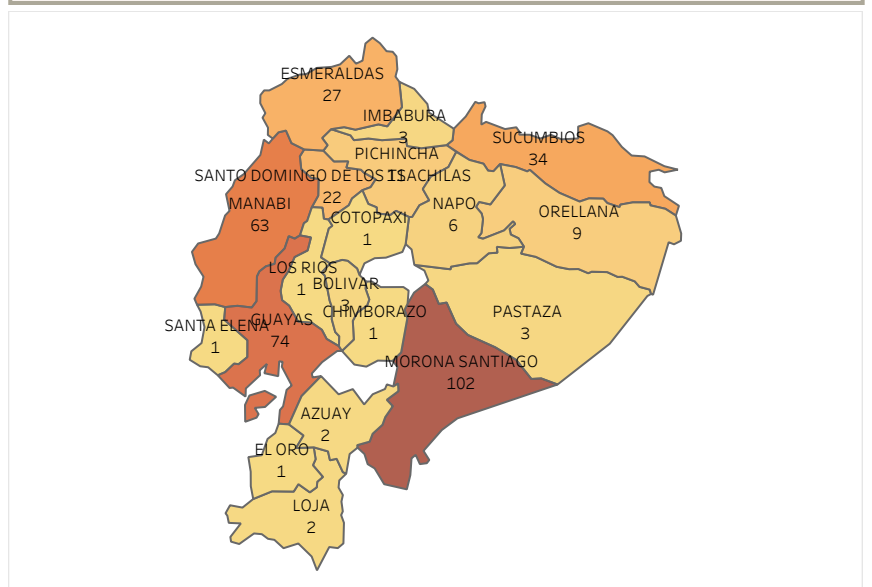 ESMERALDAS
27
IMBABURA
3
SUCUMBIOS
34
PICHINCHA
11
SANTO DOMINGO DE LOS TSACHILAS
22
MANABI
63
NAPO
6
ORELLANA
9
COTOPAXI
1
LOS RIOS
1
BOLIVAR
3
CHIMBORAZO
1
PASTAZA
3
SANTA ELENA
1
GUAYAS
74
MORONA SANTIAGO
102
AZUAY
2
EL ORO
1
LOJA
2